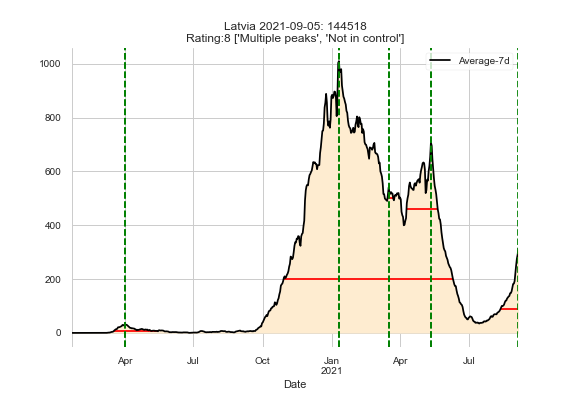 Latvia 2021-09-05: 144518
Rating:8 ['Multiple peaks', 'Not in control']
Average-7d
1000
800
600
400
200
0
Apr
Jul
Oct
Jan
2021
Apr
Jul
Date